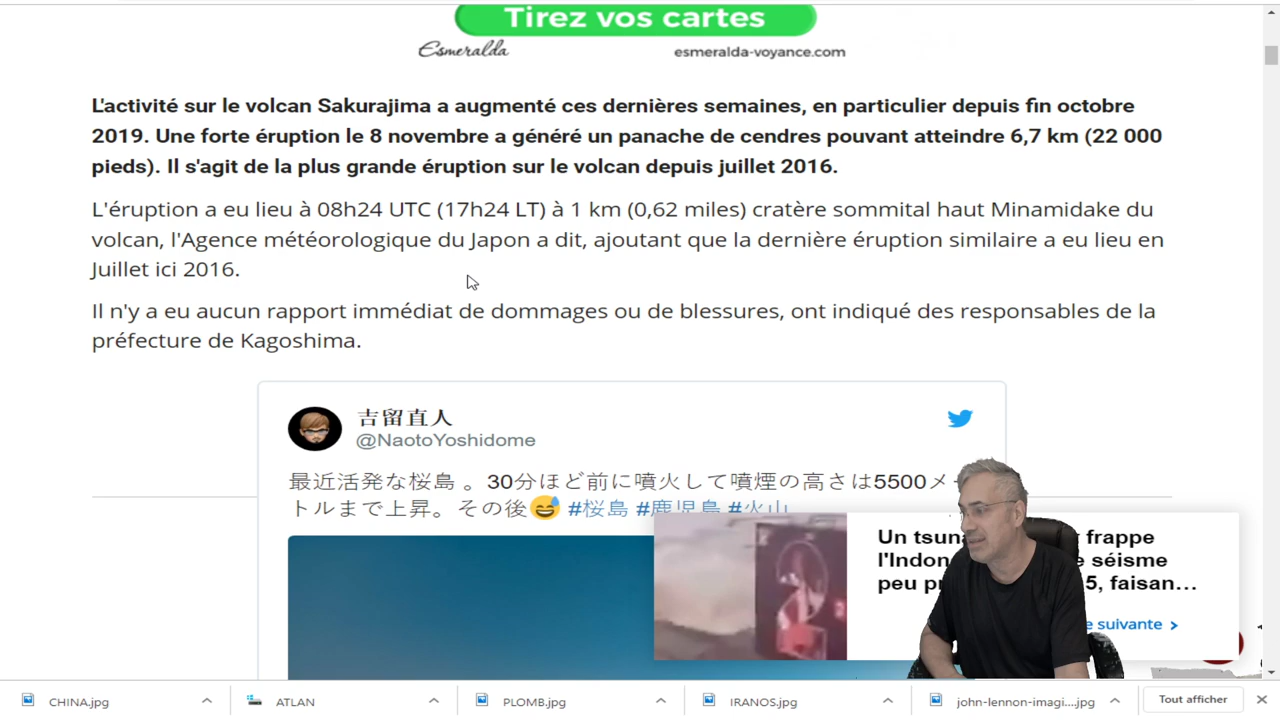 Tirez vos cartes
Esmeralda
esmeralda-voyance.com
L'activité sur le volcan Sakurajima a augmenté ces dernières semaines, en particulier depuis fin octobre
2019. Une forte éruption le 8 novembre a généré un panache de cendres pouvant atteindre 6,7 km (22 000
pieds). Il s'agit de la plus grande éruption sur le volcan depuis juillet 2016.
L'éruption a eu lieu à 08h24 UTC (17h24 LT) à 1 km (0,62 miles) cratère sommital haut Minamidake du
volcan, l'Agence météorologique du Japon a dit, ajoutant que la dernière éruption similaire a eu lieu en
Juillet ici 2016.
Il n'y a eu aucun rapport immédiat de dommages ou de blessures, ont indiqué des responsables de la
préfecture de Kagoshima.
吉留直人
@NaotoYoshidome
最近活発な桜島 。30分ほど前に噴火して噴煙の高さは5500メ
トルまで上昇。その後😅 #桜島 #鹿児島 #火山
Un frappe
l'Indon séisme
peu 5, faisan...
suivante >
CHINA.jpg
ATLAN
PLOMB.jpg
IRANOS.jpg
john-lennon-imagi....jpg
Tout afficher